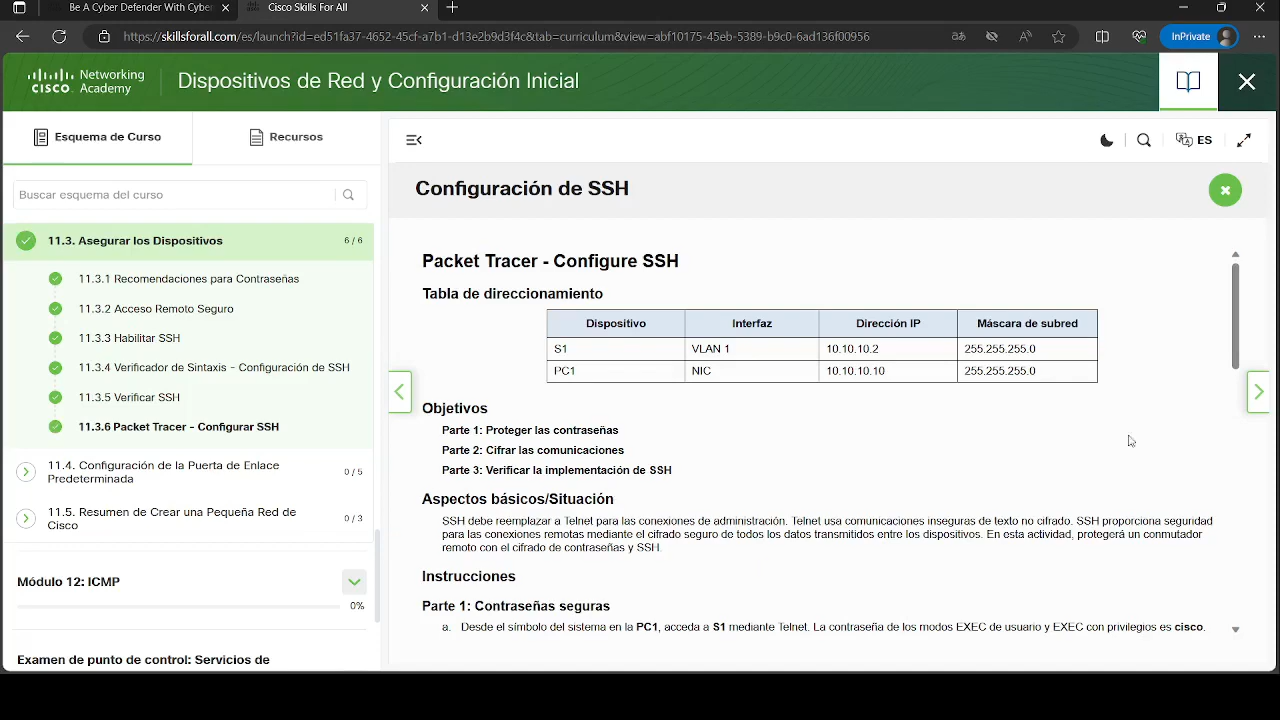 Be A Cyber Defender With Cyber
Cisco Skills For All
https://skillsforall.com/es/launch?id=ed51fa37-4652-45cf-a7b1-d13e2b9d3f4c8&tab=curriculum&view=abf10175-45eb-5389-b9c0-6ad136f00956
InPrivate
Networking
CISCO Academy
Dispositivos de Red y Configuración Inicial
Esquema de Curso
Recursos
ES
Buscar esquema del curso
Configuración de SSH
11.3. Asegurar los Dispositivos
6 / 6
11.3.1 Recomendaciones para Contraseñas
11.3.2 Acceso Remoto Seguro
11.3.3 Habilitar SSH
11.3.4 Verificador de Sintaxis - Configuración de SSH
11.3.5 Verificar SSH
11.3.6 Packet Tracer - Configurar SSH
11.4. Configuración de la Puerta de Enlace
Predeterminada
0 / 5
11.5. Resumen de Crear una Pequeña Red de
Cisco
0 / 3
Módulo 12: ICMP
0%
Examen de punto de control: Servicios de
Packet Tracer - Configure SSH
Tabla de direccionamiento
Dispositivo Interfaz Dirección IP Máscara de subred
S1 VLAN 1 10.10.10.2 255.255.255.0
PC1 NIC 10.10.10.10 255.255.255.0
Objetivos
Parte 1: Proteger las contraseñas
Parte 2: Cifrar las comunicaciones
Parte 3: Verificar la implementación de SSH
Aspectos básicos/Situación
SSH debe reemplazar a Telnet para las conexiones de administración. Telnet usa comunicaciones inseguras de texto no cifrado. SSH proporciona seguridad
para las conexiones remotas mediante el cifrado seguro de todos los datos transmitidos entre los dispositivos. En esta actividad, protegerá un conmutador
remoto con el cifrado de contraseñas y SSH.
Instrucciones
Parte 1: Contraseñas seguras
a. Desde el símbolo del sistema en la PC1, acceda a S1 mediante Telnet. La contraseña de los modos EXEC de usuario y EXEC con privilegios es cisco.